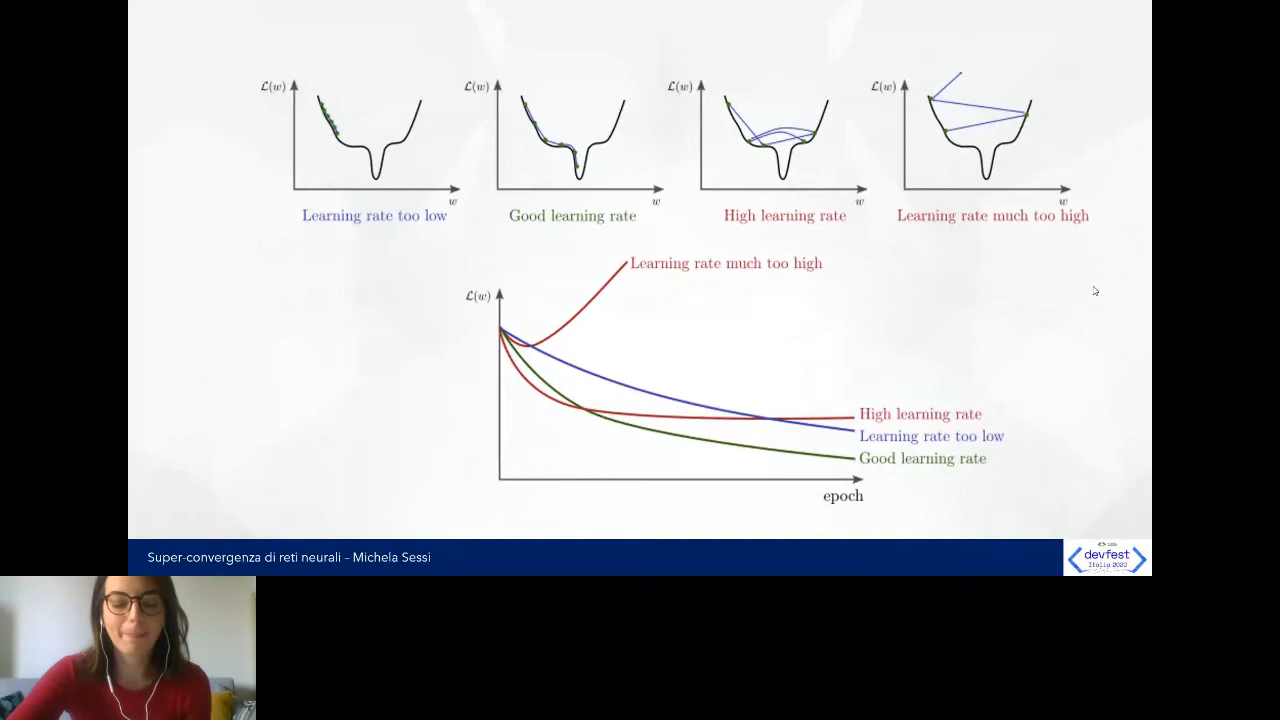 ℒ(w) ℒ(w) ℒ(w) ℒ(w)
w w w w
Learning rate too low
Good learning rate
High learning rate
Learning rate much too high
Learning rate much too high
ℒ(w)
High learning rate
Learning rate too low
Good learning rate
epoch
Super-convergenza di reti neurali - Michela Sessi
devfest
Italia 2020